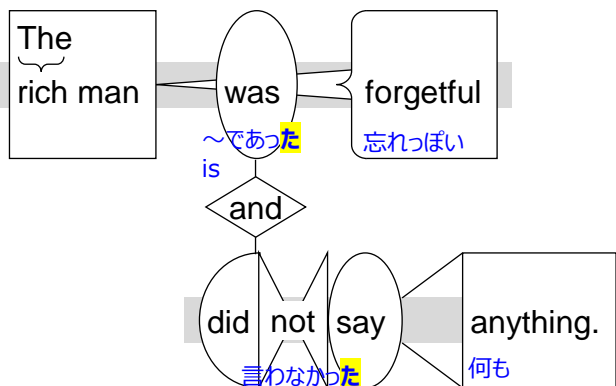 The
rich man was forgetful
～であった 忘れっぽい
is
and
did not say anything.
言わなかった 何も